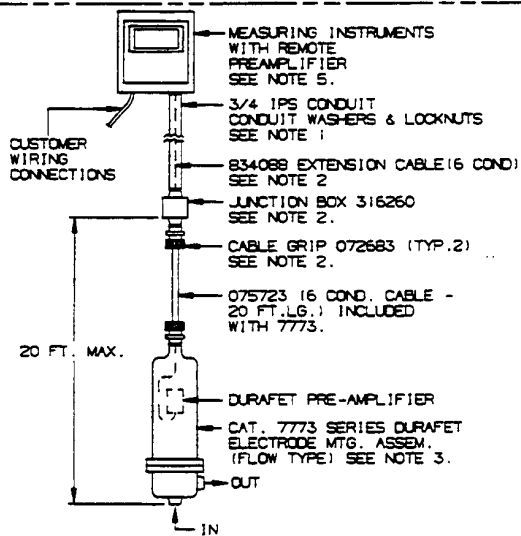 MEASURING INSTRUMENTS
WITH REMOTE
PREAMPLIFIER
SEE NOTE 5.
3/4 IPS CONDUIT
CONDUIT WASHERS & LOCKNUTS
SEE NOTE 1
CUSTOMER
WIRING
CONNECTIONS
834088 EXTENSION CABLE(6 COND)
SEE NOTE 2
JUNCTION BOX 316260
SEE NOTE 2.
CABLE GRIP 072683 (TYP.2)
SEE NOTE 2.
075723 (6 COND. CABLE -
20 FT.LG.) INCLUDED
WITH 7773.
20 FT. MAX.
DURAFET PRE-AMPLIFIER
CAT. 7773 SERIES DURAFET
ELECTRODE MTG. ASSEM.
(FLOW TYPE) SEE NOTE 3.
OUT
IN